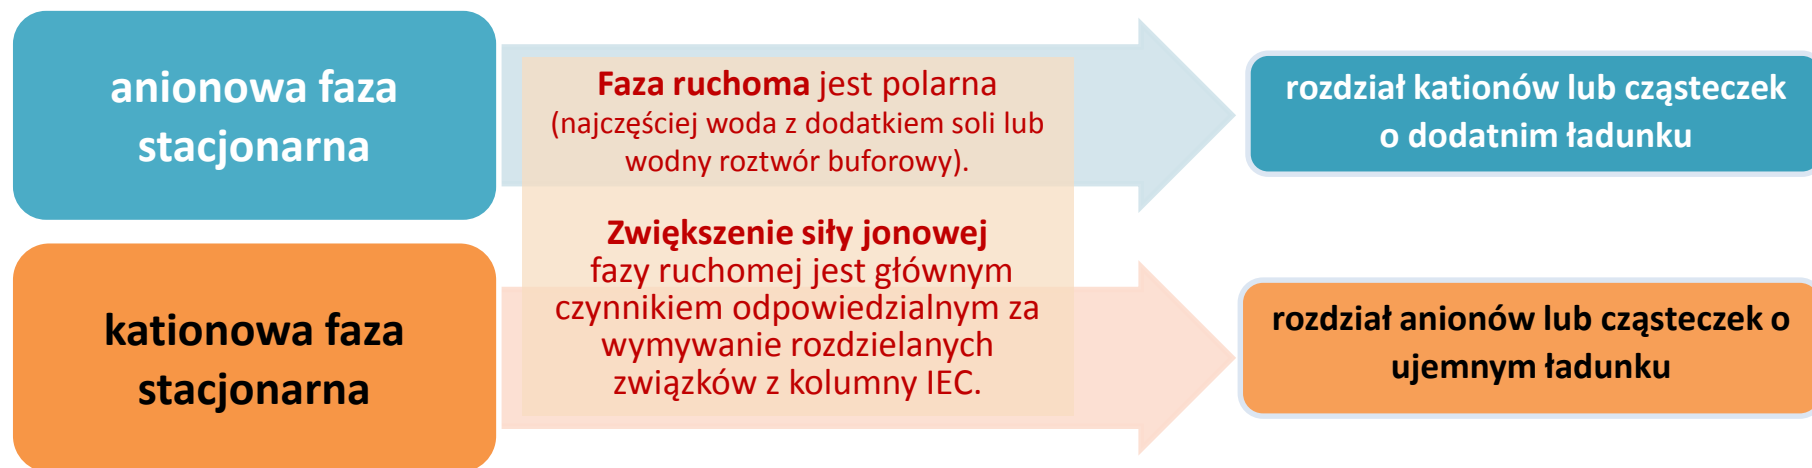 anionowa faza
stacjonarna
Faza ruchoma jest polarna
(najczęściej woda z dodatkiem soli lub
wodny roztwór buforowy).
rozdział kationów lub cząsteczek
o dodatnim ładunku
Zwiększenie siły jonowej
fazy ruchomej jest głównym
czynnikiem odpowiedzialnym za
wymywanie rozdzielanych
związków z kolumny IEC.
kationowa faza
stacjonarna
rozdział anionów lub cząsteczek o
ujemnym ładunku